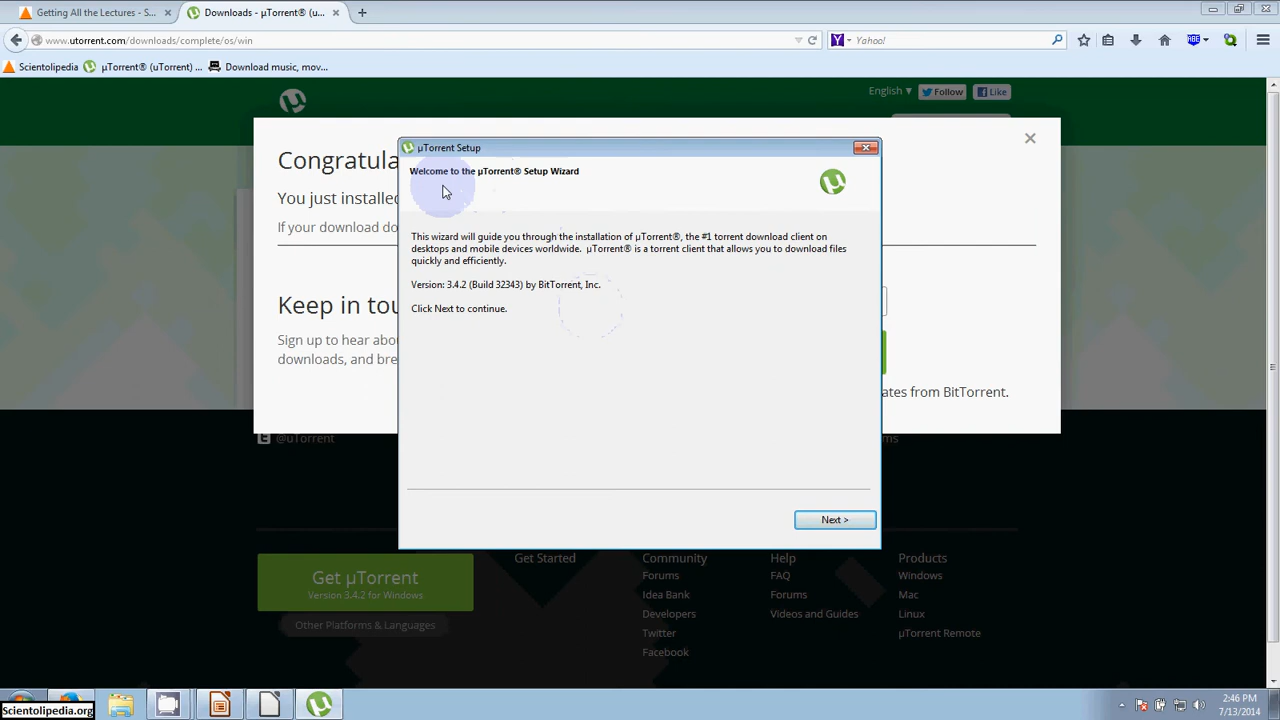 Getting All the Lectures - S...
Downloads - µTorrent® (u...
www.utorrent.com/downloads/complete/os/win
Yahoo!
Scientolipedia
µTorrent® (uTorrent) ...
Download music, mov...
English ▼
Follow
Like
Congratula
You just installed
If your download do
Keep in tou
Sign up to hear abou
downloads, and bre
ates from BitTorrent.
µTorrent Setup
Welcome to the µTorrent® Setup Wizard
This wizard will guide you through the installation of µTorrent®, the #1 torrent download client on
desktops and mobile devices worldwide. µTorrent® is a torrent client that allows you to download files
quickly and efficiently.
Version: 3.4.2 (Build 32343) by BitTorrent, Inc.
Click Next to continue.
Next >
@uTorrent
ms
Get µTorrent
Version 3.4.2 for Windows
Other Platforms & Languages
Get Started
Community
Forums
Idea Bank
Developers
Twitter
Facebook
Help
FAQ
Forums
Videos and Guides
Products
Windows
Mac
Linux
µTorrent Remote
Scientolipedia.org
2:46 PM
7/13/2014